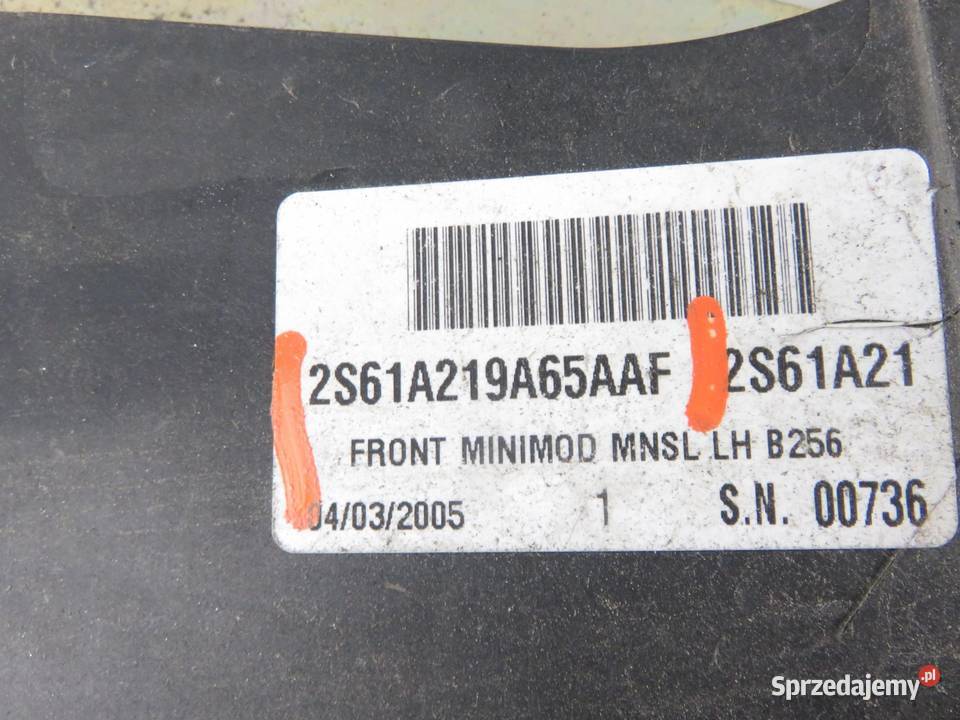 2S61A219A65AAF 2S61A21
FRONT MINIMOD MNSL LH B256
04/03/2005 1 S.N. 00736
Sprzedajemy.pl